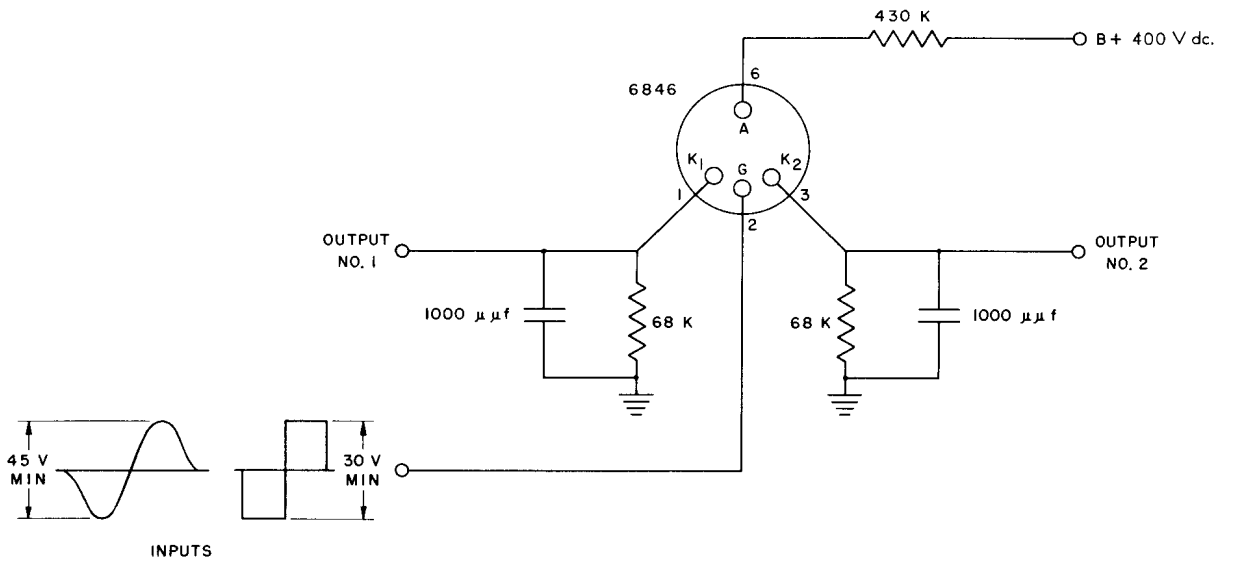 430 K
B+ 400 V dc.
6846
6
A
K1
G
K2
1
2
3
OUTPUT
NO. 1
OUTPUT
NO. 2
1000 μμf
68 K
68 K
1000 μμf
45 V
MIN
30 V
MIN
INPUTS